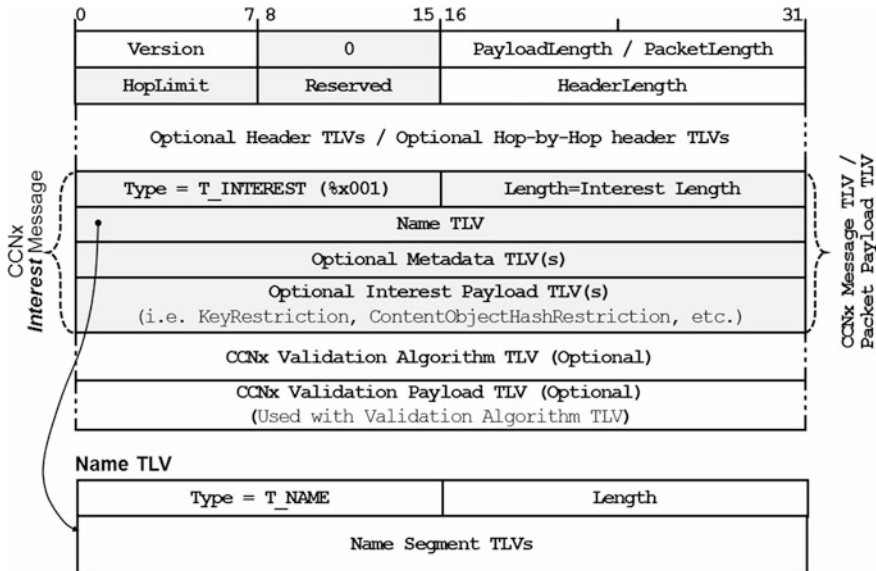 0 7 8 15 16 31
Version 0 PayloadLength / PacketLength
HopLimit Reserved HeaderLength
Optional Header TLVs / Optional Hop-by-Hop header TLVs
CCNx
Interest Message
Type = T_INTEREST (%x001) Length=Interest Length
Name TLV
Optional Metadata TLV(s)
Optional Interest Payload TLV(s)
(i.e. KeyRestriction, ContentObjectHashRestriction, etc.)
CCNx Message TLV /
Packet Payload TLV
CCNx Validation Algorithm TLV (Optional)
CCNx Validation Payload TLV (Optional)
(Used with Validation Algorithm TLV)
Name TLV
Type = T_NAME Length
Name Segment TLVs